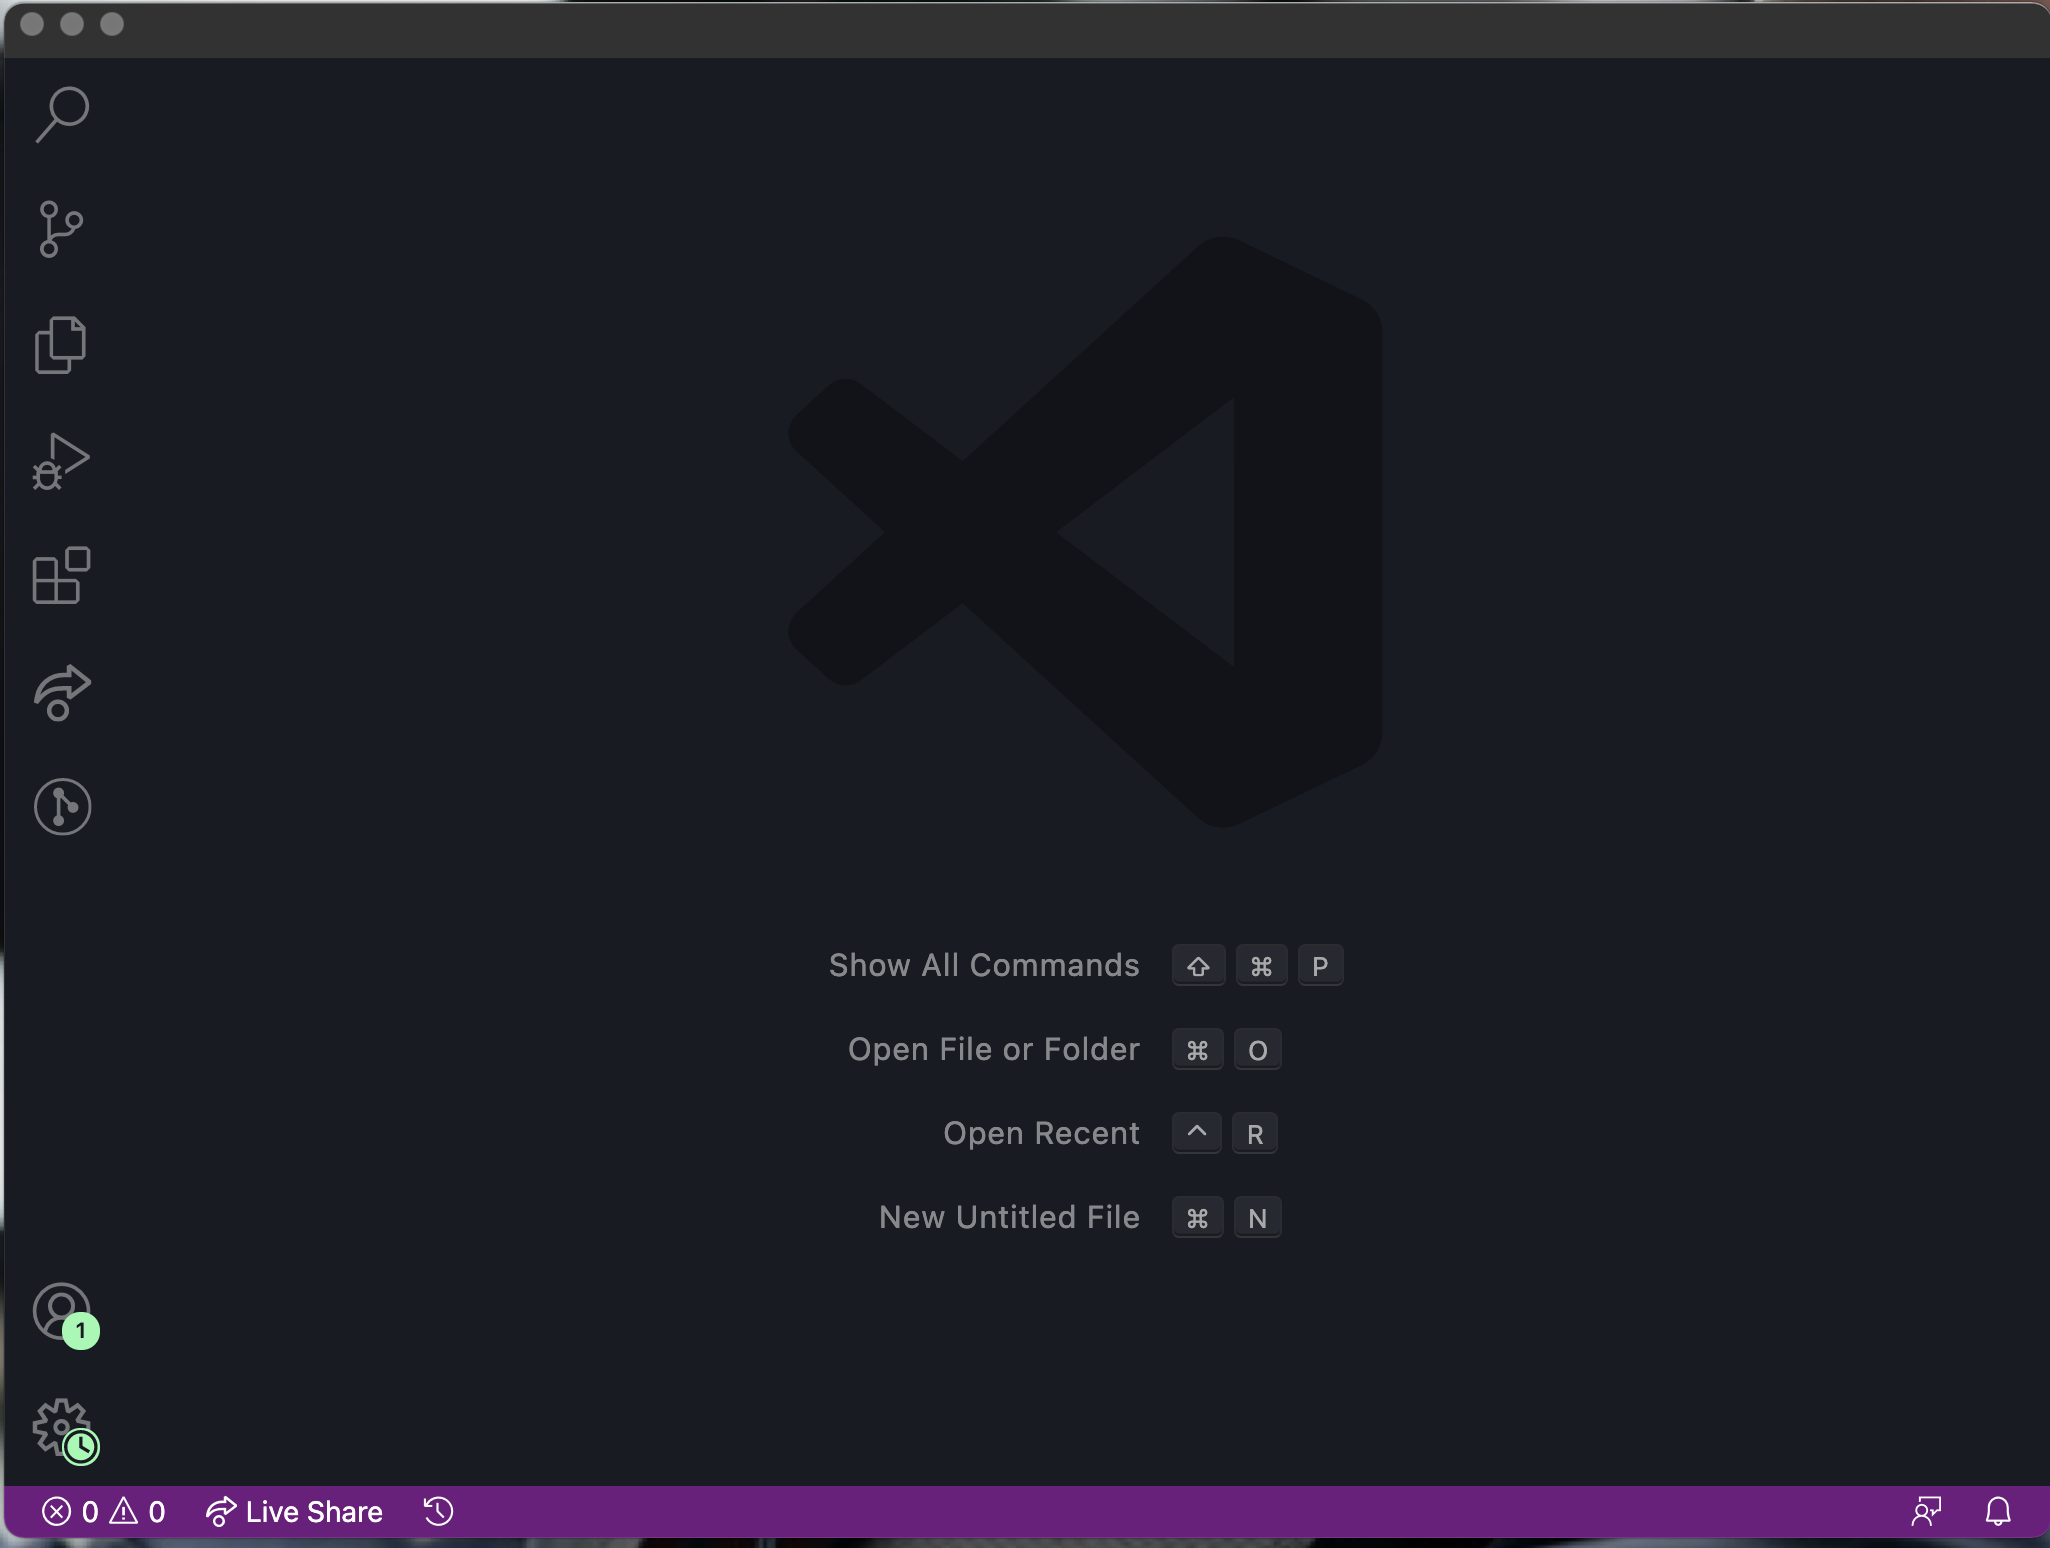 Show All Commands ⇧ ⌘ P
Open File or Folder ⌘ O
Open Recent ^ R
New Untitled File ⌘ N
1
0 0 Live Share